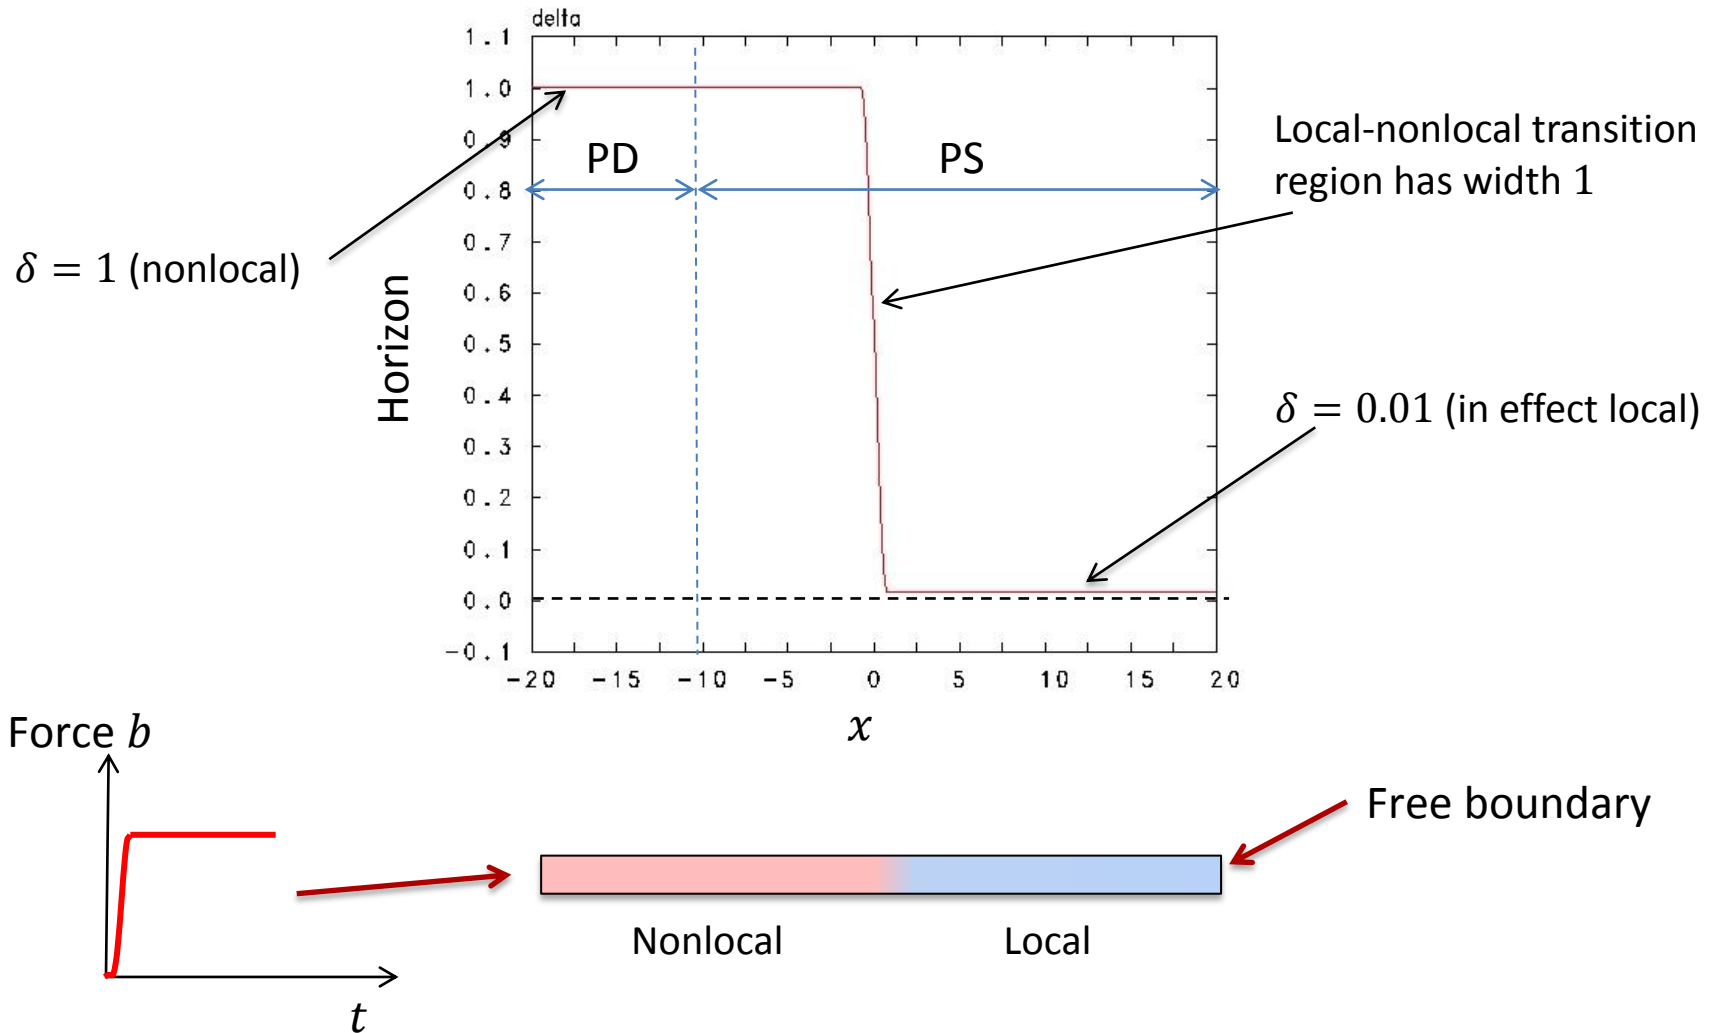 delta
1.1
1.0
0.9
0.8
0.7
0.6
0.5
0.4
0.3
0.2
0.1
0.0
-0.1
-20 -15 -10 -5 0 5 10 15 20
Horizon
x
PD
PS
δ = 1 (nonlocal)
Local-nonlocal transition
region has width 1
δ = 0.01 (in effect local)
Force b
t
Free boundary
Nonlocal
Local